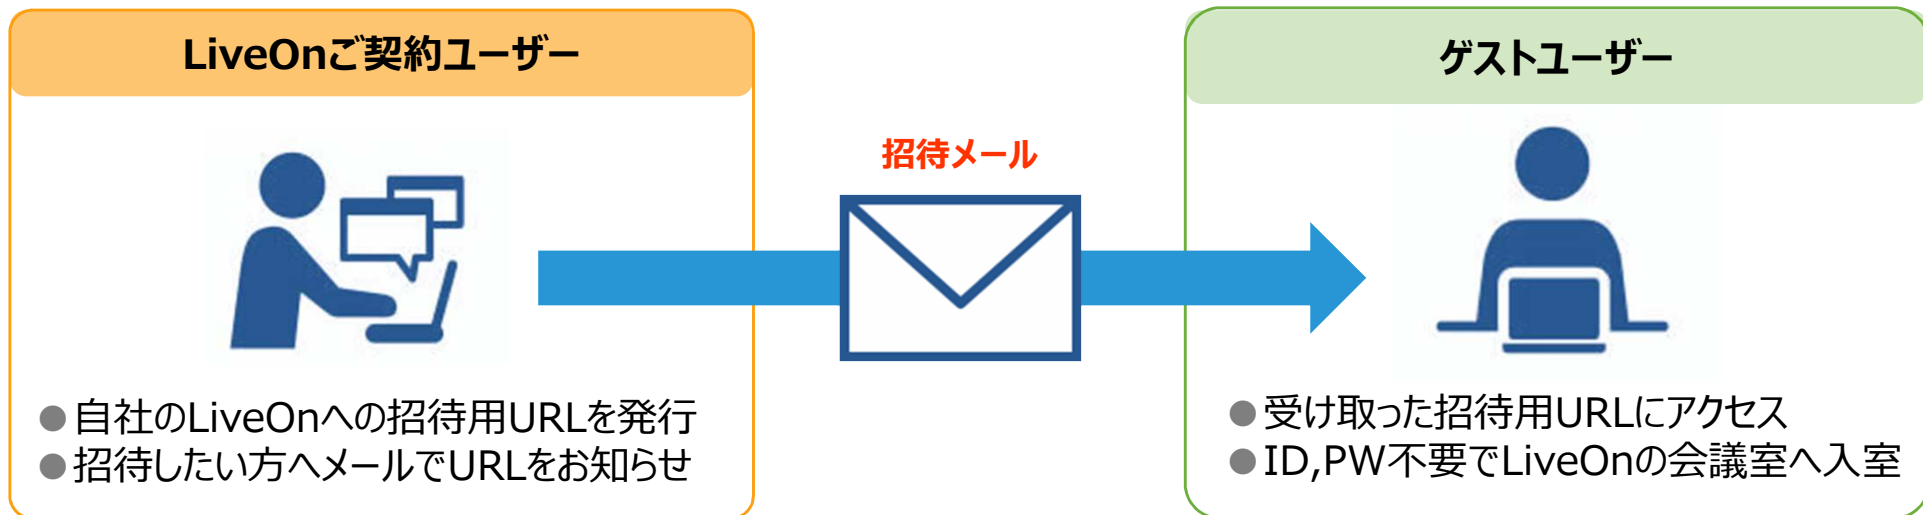 LiveOnご契約ユーザー
●自社のLiveOnへの招待用URLを発行
●招待したい方へメールでURLをお知らせ
招待メール
ゲストユーザー
●受け取った招待用URLにアクセス
●ID,PW不要でLiveOnの会議室へ入室